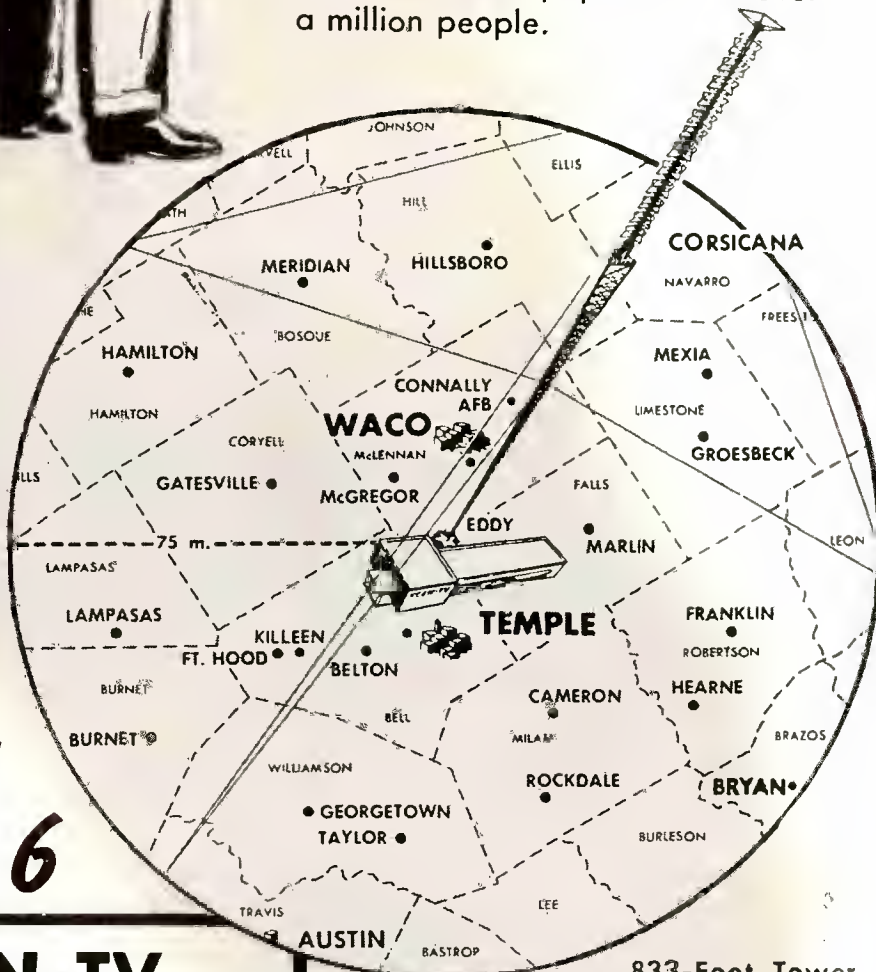 a million people.
JOHNSON
ELLIS
HILL
CORSICANA
MERIDIAN
HILLSBORO
NAVARRO
BOSQUE
HAMILTON
MEXIA
CONNALLY
AFB
HAMILTON
LIMESTONE
WACO
CORYELL
McLENNAN
GROESBECK
GATESVILLE
McGREGOR
FALLS
EDDY
75 m.
MARLIN
LEON
LAMPASAS
LAMPASAS
FRANKLIN
TEMPLE
KILLEEN
FT. HOOD
ROBERTSON
BELTON
BURNET
CAMERON
HEARNE
BELL
BURNET
MILAM
BRAZOS
WILLIAMSON
ROCKDALE
BRYAN
GEORGETOWN
TAYLOR
BURLESON
6
TRAVIS
LEE
AUSTIN
BASTROP
N-TV
833-Foot Tower